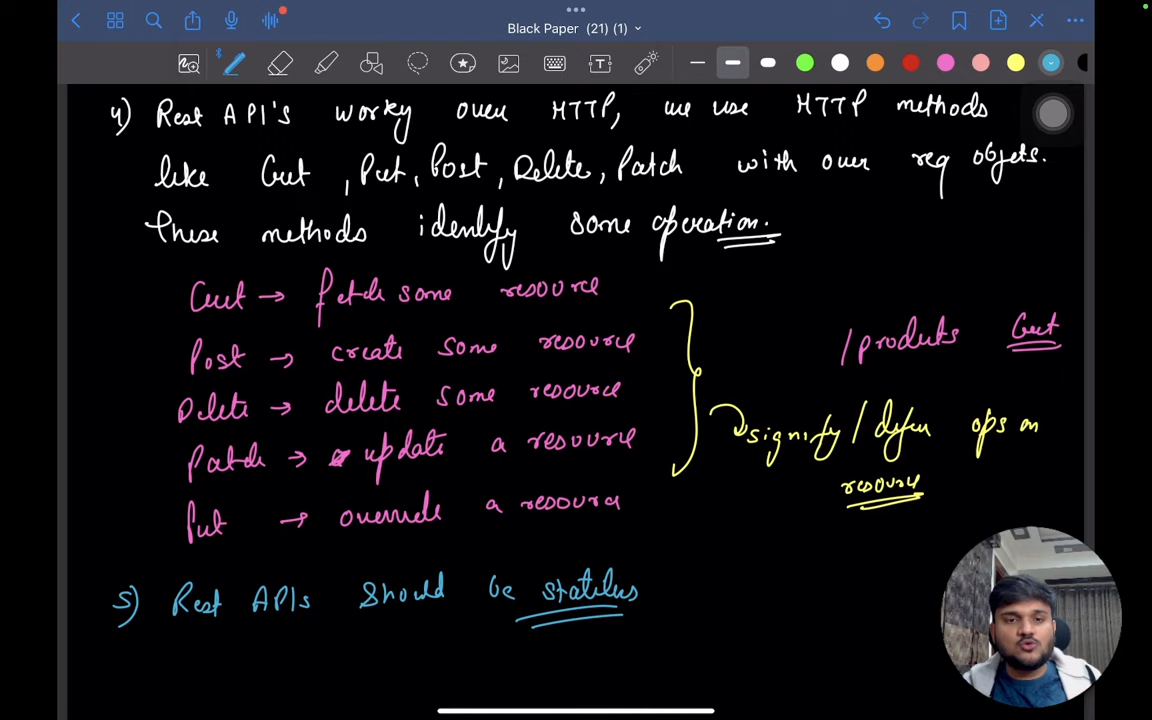 Black Paper (21) (1)
4) Rest API's worky over HTTP, we use HTTP methods
like Get, Put, Post, Delete, Patch with our req objets.
These methods identify some operation.
Get → fetch some resource
Post → create some resource
Delete → delete some resource
Patch → update a resource
Put → override a resource
/products Get
signify / defin ops on
resource
5) Rest APIs should be stateless